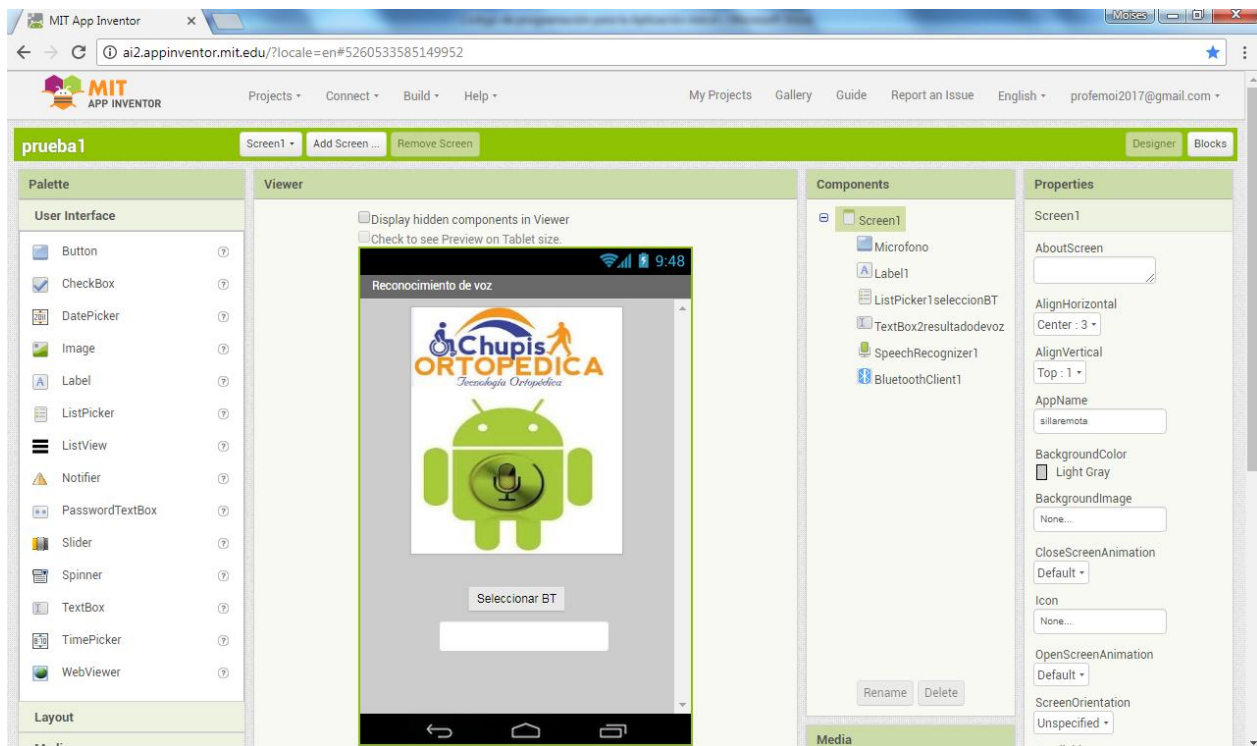 MIT App Inventor
Moises
ai2.appinventor.mit.edu/?locale=en#5260533585149952
MIT
APP INVENTOR
Projects
Connect
Build
Help
My Projects
Gallery
Guide
Report an Issue
English
profemoi2017@gmail.com
prueba1
Screen1
Add Screen ...
Remove Screen
Designer
Blocks
Palette
User Interface
Button
CheckBox
DatePicker
Image
Label
ListPicker
ListView
Notifier
PasswordTextBox
Slider
Spinner
TextBox
TimePicker
WebViewer
Layout
Viewer
Display hidden components in Viewer
Check to see Preview on Tablet size.
9:48
Reconocimiento de voz
Chupis
ORTOPEDICA
Tecnología Ortopédica
Seleccionar BT
Components
Screen1
Microfono
Label1
ListPicker1seleccionBT
TextBox2resultadodevoz
SpeechRecognizer1
BluetoothClient1
Rename
Delete
Media
Properties
Screen1
AboutScreen
AlignHorizontal
Center : 3
AlignVertical
Top : 1
AppName
sillaremota
BackgroundColor
Light Gray
BackgroundImage
None...
CloseScreenAnimation
Default
Icon
None...
OpenScreenAnimation
Default
ScreenOrientation
Unspecified